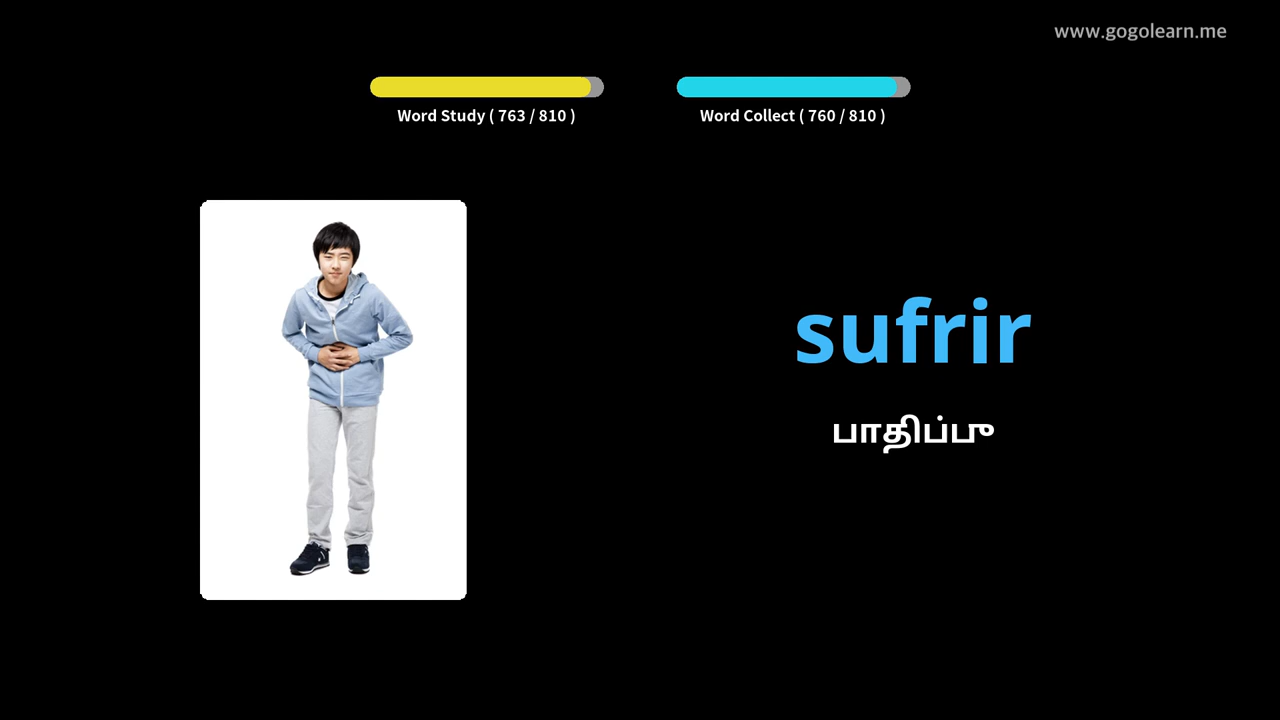 www.gogolearn.me
Word Study ( 763 / 810 )
Word Collect ( 760 / 810 )
sufrir
பாதிப்பு